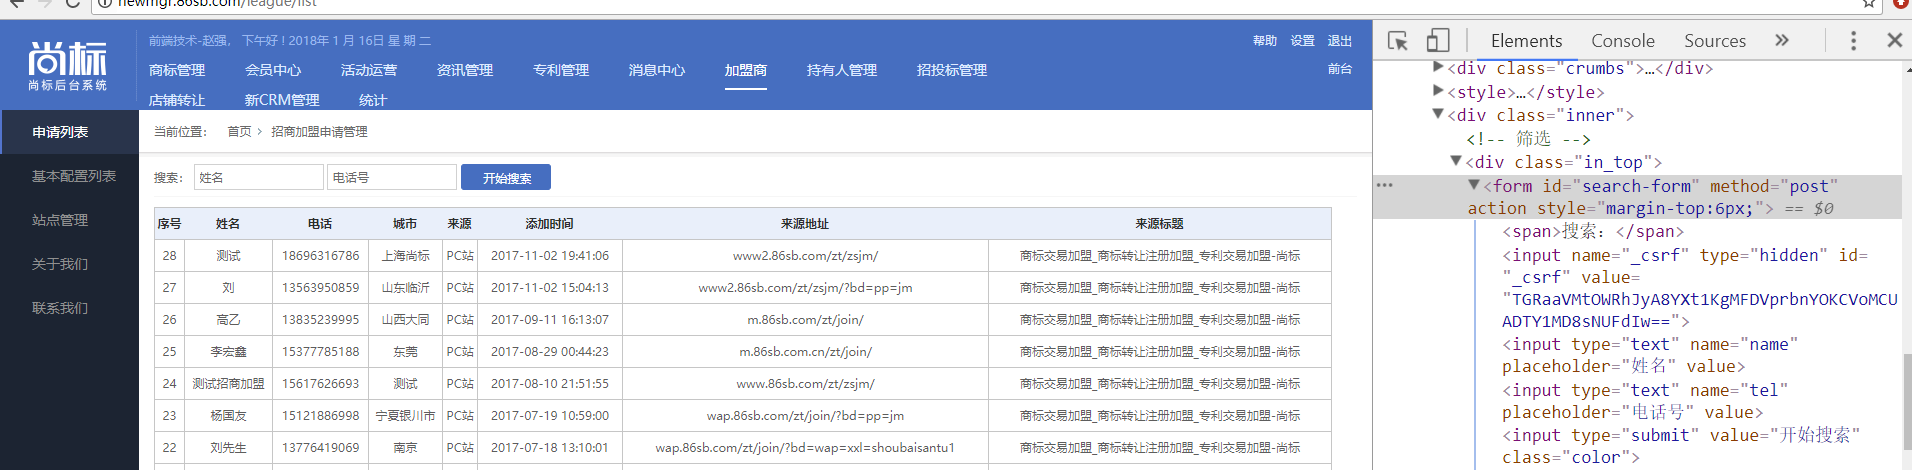 newmgr.86sb.com/league/list
尚标
尚标后台系统
前端技术-赵强， 下午好 ! 2018年 1 月 16日 星 期 二
帮助 设置 退出
商标管理 会员中心 活动运营 资讯管理 专利管理 消息中心 加盟商 持有人管理 招投标管理
前台
店铺转让 新CRM管理 统计
申请列表
基本配置列表
站点管理
关于我们
联系我们
当前位置： 首页 > 招商加盟申请管理
搜索： 姓名 电话号 开始搜索
序号 姓名 电话 城市 来源 添加时间 来源地址 来源标题
28 测试 18696316786 上海尚标 PC站 2017-11-02 19:41:06 www2.86sb.com/zt/zsjm/ 商标交易加盟_商标转让注册加盟_专利交易加盟-尚标
27 刘 13563950859 山东临沂 PC站 2017-11-02 15:04:13 www2.86sb.com/zt/zsjm/?bd=pp=jm 商标交易加盟_商标转让注册加盟_专利交易加盟-尚标
26 高乙 13835239995 山西大同 PC站 2017-09-11 16:13:07 m.86sb.com/zt/join/ 商标交易加盟_商标转让注册加盟_专利交易加盟-尚标
25 李宏鑫 15377785188 东莞 PC站 2017-08-29 00:44:23 m.86sb.com.cn/zt/join/ 商标交易加盟_商标转让注册加盟_专利交易加盟-尚标
24 测试招商加盟 15617626693 测试 PC站 2017-08-10 21:51:55 www.86sb.com/zt/zsjm/ 商标交易加盟_商标转让注册加盟_专利交易加盟-尚标
23 杨国友 15121886998 宁夏银川市 PC站 2017-07-19 10:59:00 wap.86sb.com/zt/join/?bd=pp=jm 商标交易加盟_商标转让注册加盟_专利交易加盟-尚标
22 刘先生 13776419069 南京 PC站 2017-07-18 13:10:01 wap.86sb.com/zt/join/?bd=wap=xxl=shoubaisantu1 商标交易加盟_商标转让注册加盟_专利交易加盟-尚标
Elements Console Sources »
<div class="crumbs">…</div>
<style>…</style>
<div class="inner">
<!-- 筛选 -->
<div class="in_top">
<form id="search-form" method="post"
action style="margin-top:6px;"> == $0
<span>搜索：</span>
<input name="_csrf" type="hidden" id=
"_csrf" value=
"TGRaaVMtOWRhJyA8YXt1KgMFDVprbnYOKCVoMCU
ADTY1MD8sNUFdIw==">
<input type="text" name="name"
placeholder="姓名" value>
<input type="text" name="tel"
placeholder="电话号" value>
<input type="submit" value="开始搜索"
class="color">